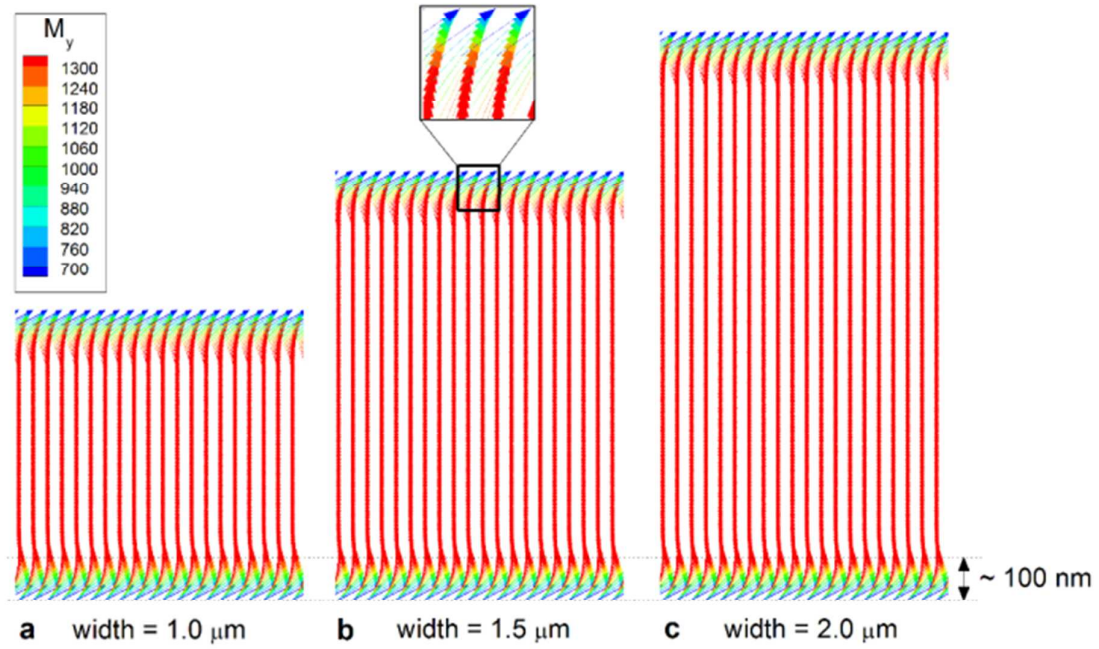 M_y
1300
1240
1180
1120
1060
1000
940
880
820
760
700
~ 100 nm
a width = 1.0 μm
b width = 1.5 μm
c width = 2.0 μm